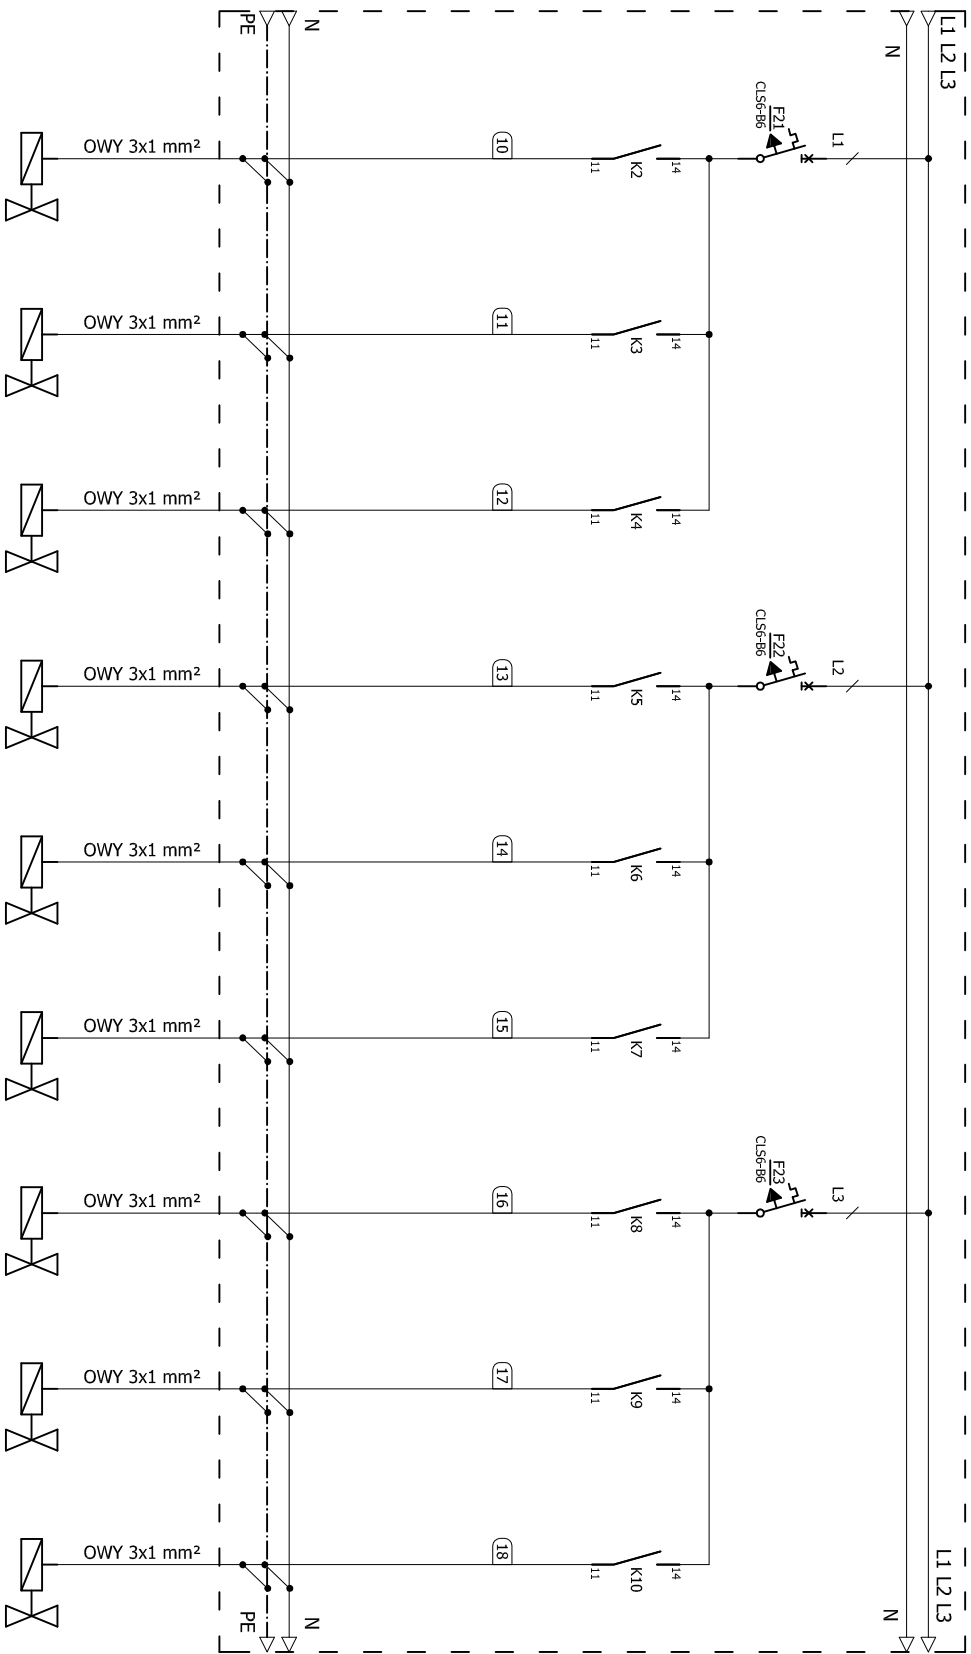 L1 L2 L3
N
N
PE
F21
CLS6-B6
L1
14
K2
11
10
OWY 3x1 mm²
14
K3
11
11
OWY 3x1 mm²
14
K4
11
12
OWY 3x1 mm²
F22
CLS6-B6
L2
14
K5
11
13
OWY 3x1 mm²
14
K6
11
14
OWY 3x1 mm²
14
K7
11
15
OWY 3x1 mm²
F23
CLS6-B6
L3
14
K8
11
16
OWY 3x1 mm²
14
K9
11
17
OWY 3x1 mm²
14
K10
11
18
OWY 3x1 mm²
L1 L2 L3
N
N
PE